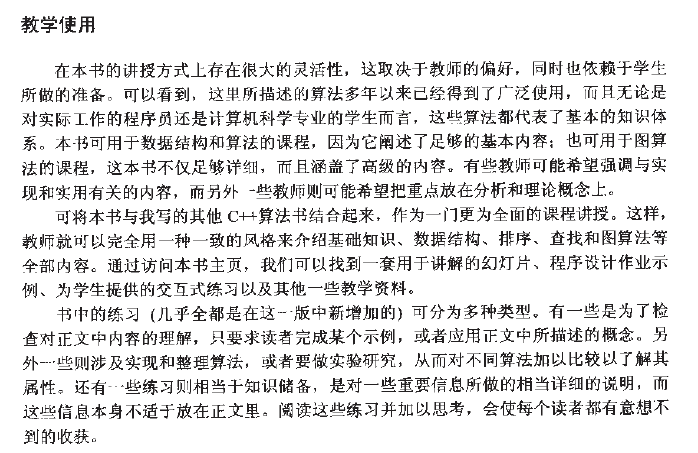 教学使用
在本书的讲授方式上存在很大的灵活性，这取决于教师的偏好，同时也依赖于学生
所做的准备。可以看到，这里所描述的算法多年以来已经得到了广泛使用，而且无论是
对实际工作的程序员还是计算机科学专业的学生而言，这些算法都代表了基本的知识体
系。本书可用于数据结构和算法的课程，因为它阐述了足够的基本内容；也可用于图算
法的课程，这本书不仅足够详细，而且涵盖了高级的内容。有些教师可能希望强调与实
现和实用有关的内容，而另外一些教师则可能希望把重点放在分析和理论概念上。
可将本书与我写的其他 C++算法书结合起来，作为一门更为全面的课程讲授。这样，
教师就可以完全用一种一致的风格来介绍基础知识、数据结构、排序、查找和图算法等
全部内容。通过访问本书主页，我们可以找到一套用于讲解的幻灯片、程序设计作业示
例、为学生提供的交互式练习以及其他一些教学资料。
书中的练习（几乎全都是在这一版中新增加的）可分为多种类型。有一些是为了检
查对正文中内容的理解，只要求读者完成某个示例，或者应用正文中所描述的概念。另
外一些则涉及实现和整理算法，或者要做实验研究，从而对不同算法加以比较以了解其
属性。还有一些练习则相当于知识储备，是对一些重要信息所做的相当详细的说明，而
这些信息本身不适于放在正文里。阅读这些练习并加以思考，会使每个读者都有意想不
到的收获。